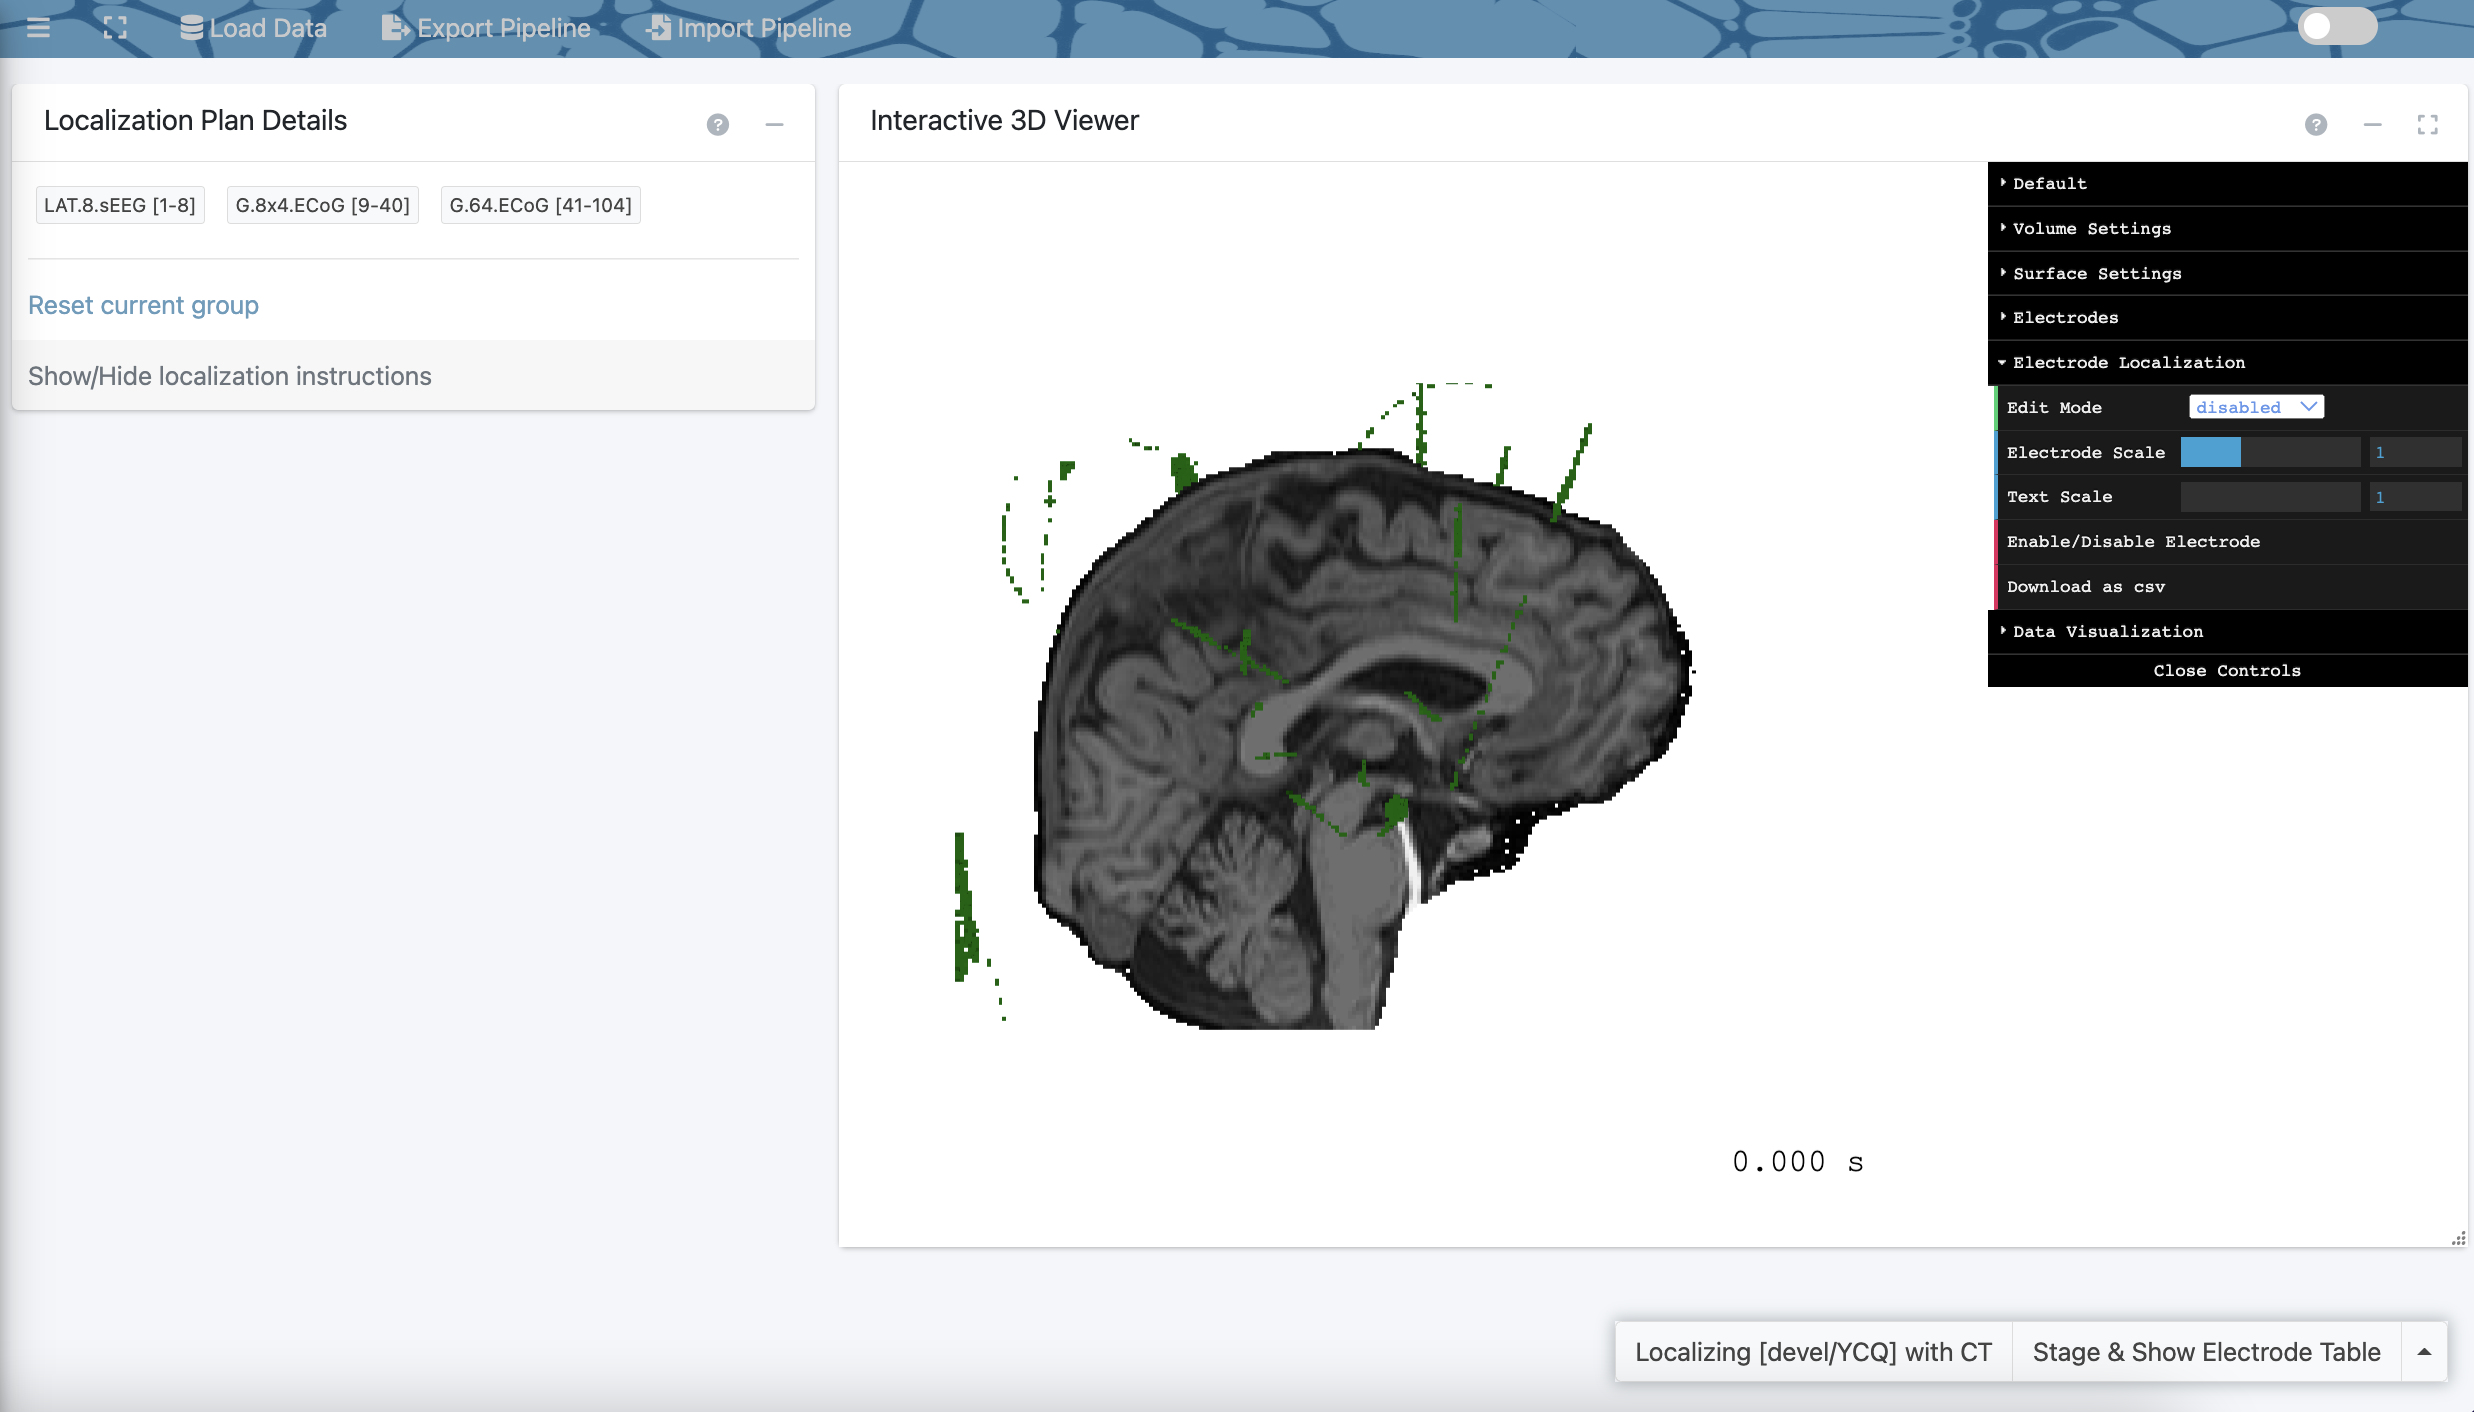 Load Data
Export Pipeline
Import Pipeline
Localization Plan Details
?
LAT.8.sEEG [1-8]
G.8x4.ECoG [9-40]
G.64.ECoG [41-104]
Reset current group
Show/Hide localization instructions
Interactive 3D Viewer
?
Default
Volume Settings
Surface Settings
Electrodes
Electrode Localization
Edit Mode disabled
Electrode Scale 1
Text Scale 1
Enable/Disable Electrode
Download as csv
Data Visualization
Close Controls
0.000 s
Localizing [devel/YCQ] with CT
Stage & Show Electrode Table